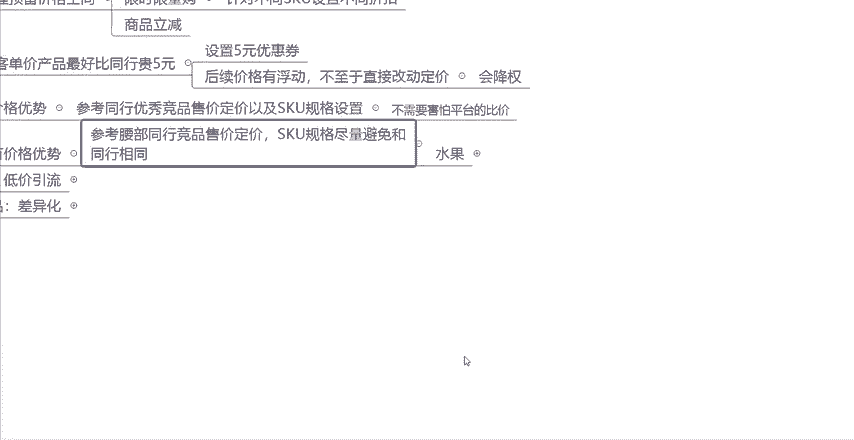 限时限量购 针对不同SKU设置不同折扣
商品立减
客单价产品最好比同行贵5元
设置5元优惠券
后续价格有浮动，不至于直接改动定价 会降权
价格优势 参考同行优秀竞品售价定价以及SKU规格设置 不需要害怕平台的比价
参考腰部同行竞品售价定价，SKU规格尽量避免和
同行相同
价格优势 水果
低价引流
品：差异化